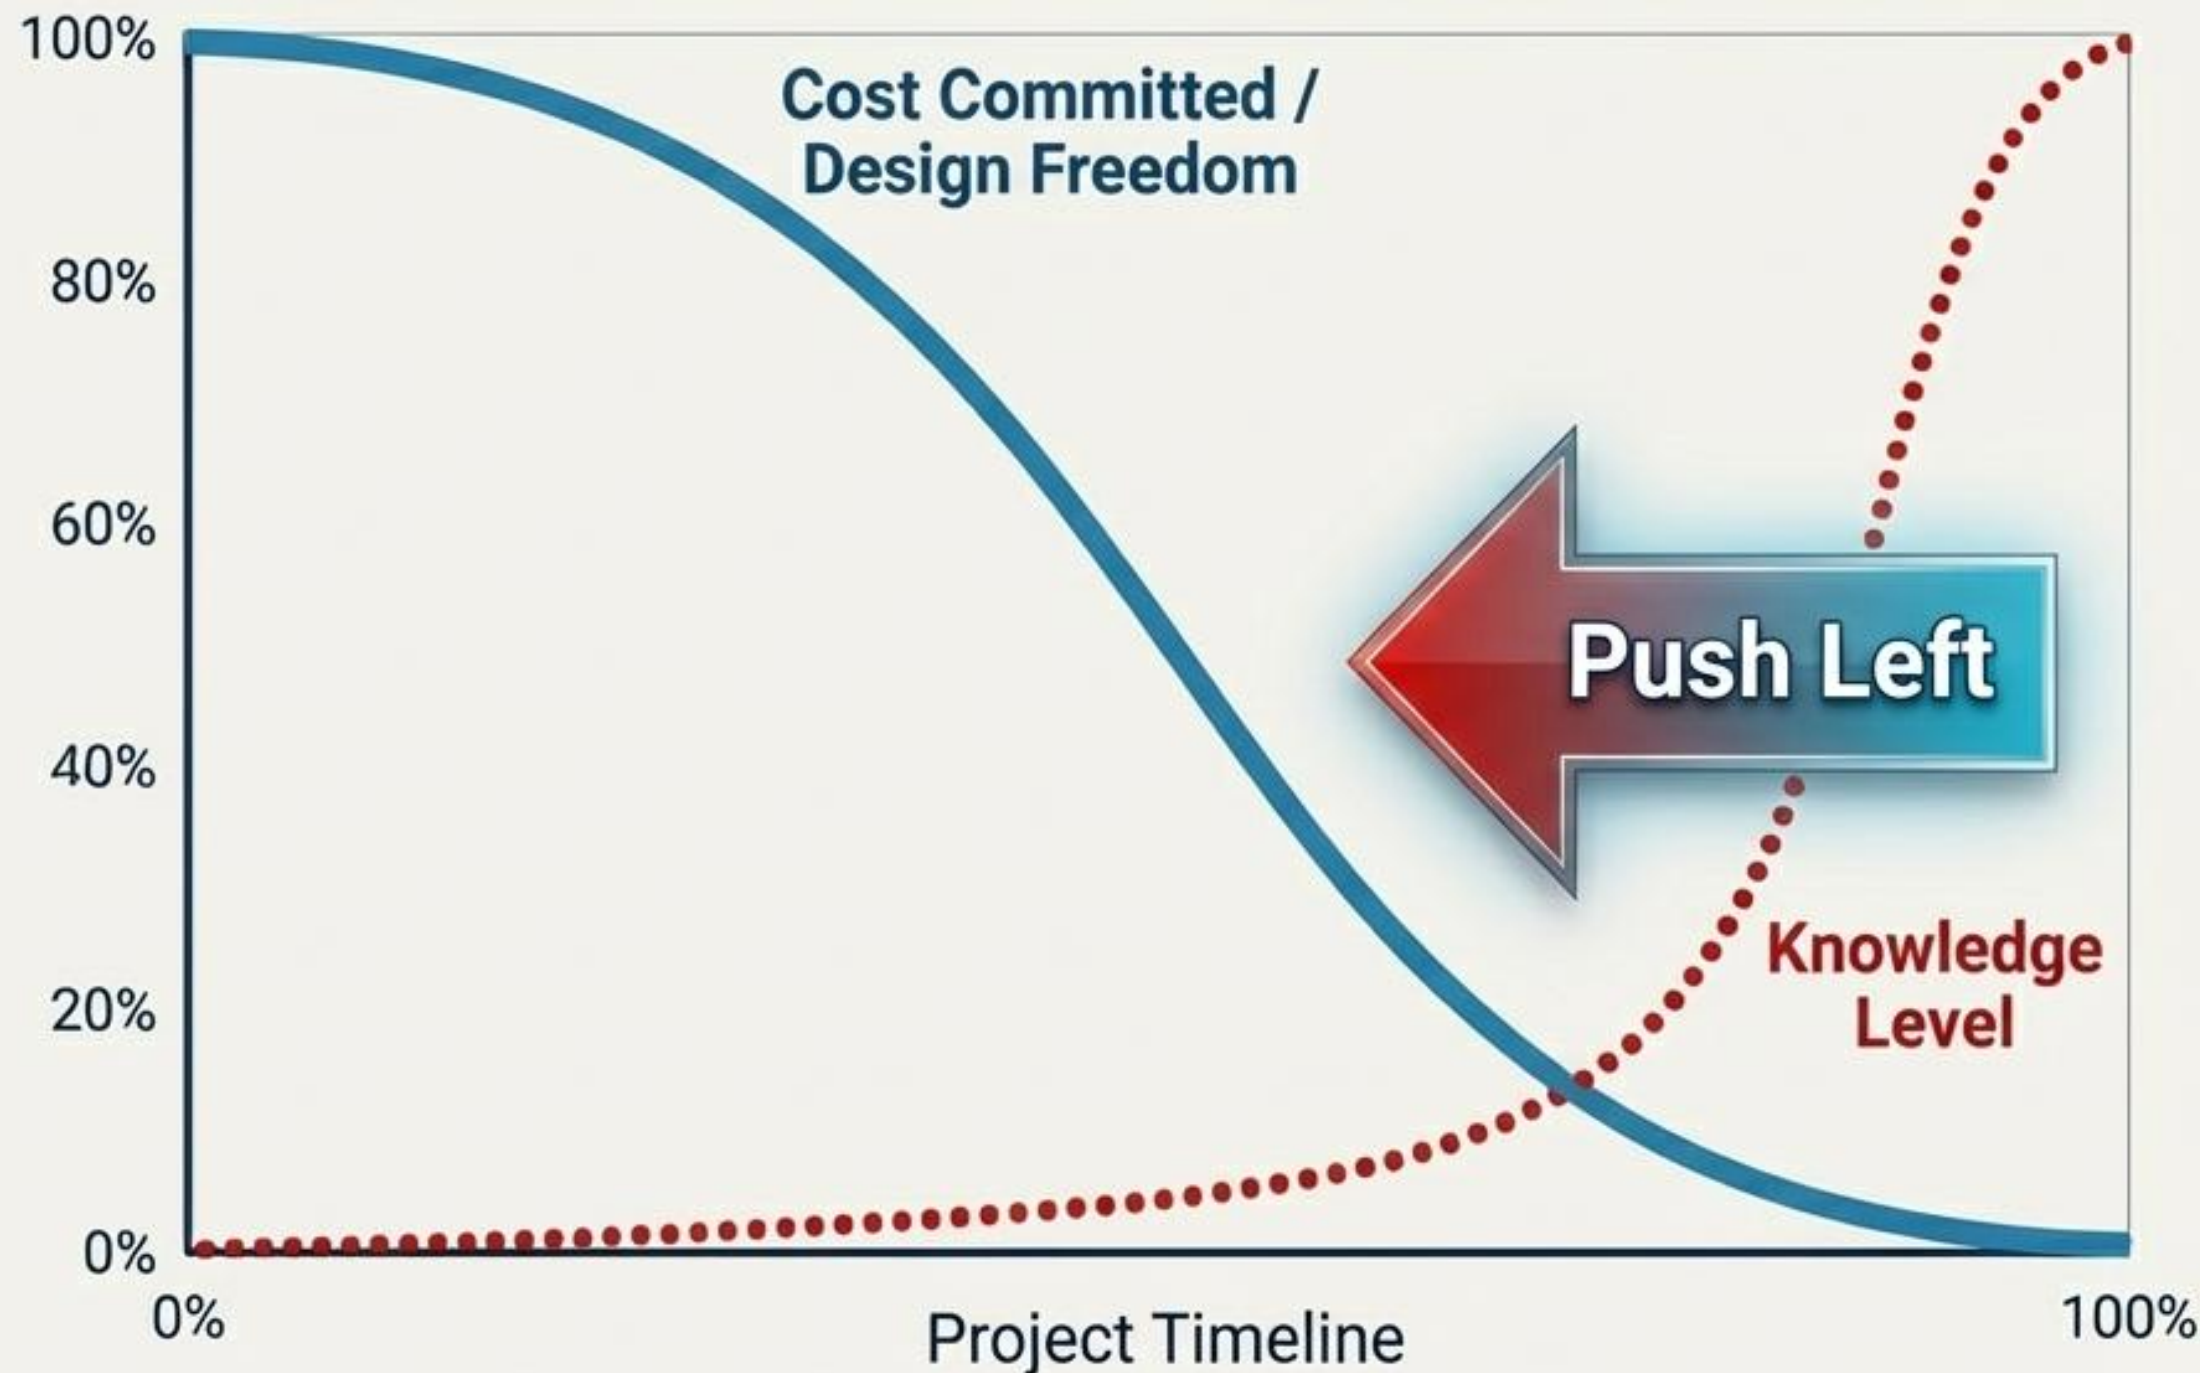 100%
Cost Committed /
Design Freedom
80%
60%
Push Left
40%
Knowledge
Level
20%
0%
0%
Project Timeline
100%